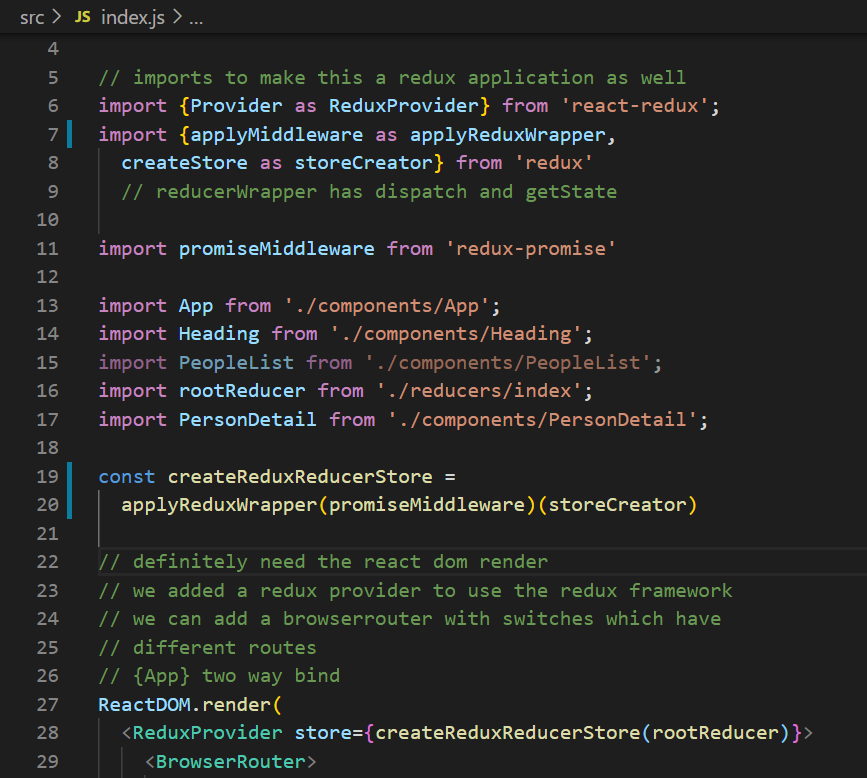 src > JS index.js > ...
4
5 // imports to make this a redux application as well
6 import {Provider as ReduxProvider} from 'react-redux';
7 import {applyMiddleware as applyReduxWrapper,
8 createStore as storeCreator} from 'redux'
9 // reducerWrapper has dispatch and getState
10
11 import promiseMiddleware from 'redux-promise'
12
13 import App from './components/App';
14 import Heading from './components/Heading';
15 import PeopleList from './components/PeopleList';
16 import rootReducer from './reducers/index';
17 import PersonDetail from './components/PersonDetail';
18
19 const createReduxReducerStore =
20 applyReduxWrapper(promiseMiddleware)(storeCreator)
21
22 // definitely need the react dom render
23 // we added a redux provider to use the redux framework
24 // we can add a browserrouter with switches which have
25 // different routes
26 // {App} two way bind
27 ReactDOM.render(
28 <ReduxProvider store={createReduxReducerStore(rootReducer)}>
29 <BrowserRouter>